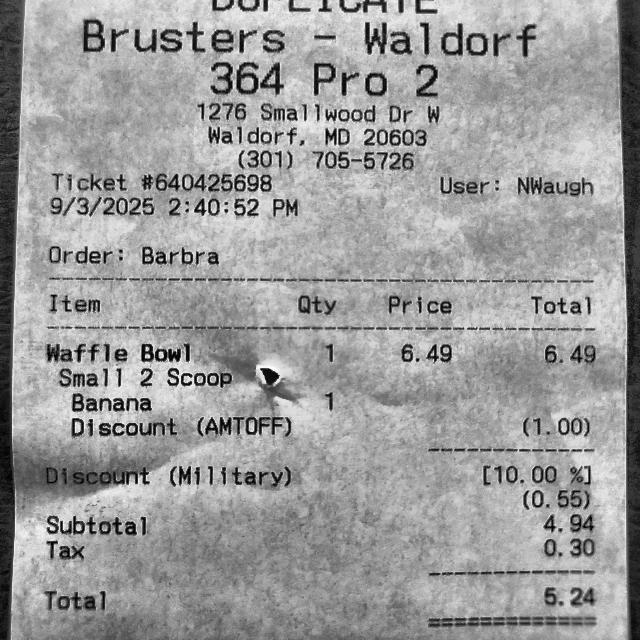 DUPLICATE
Brusters - Waldorf
364 Pro 2
1276 Smallwood Dr W
Waldorf, MD 20603
(301) 705-5726
Ticket #640425698 User: NWaugh
9/3/2025 2:40:52 PM
Order: Barbra
Item Qty Price Total
Waffle Bowl 1 6.49 6.49
Small 2 Scoop
Banana 1
Discount (AMTOFF) (1.00)
Discount (Military) [10.00 %]
(0.55)
Subtotal 4.94
Tax 0.30
Total 5.24